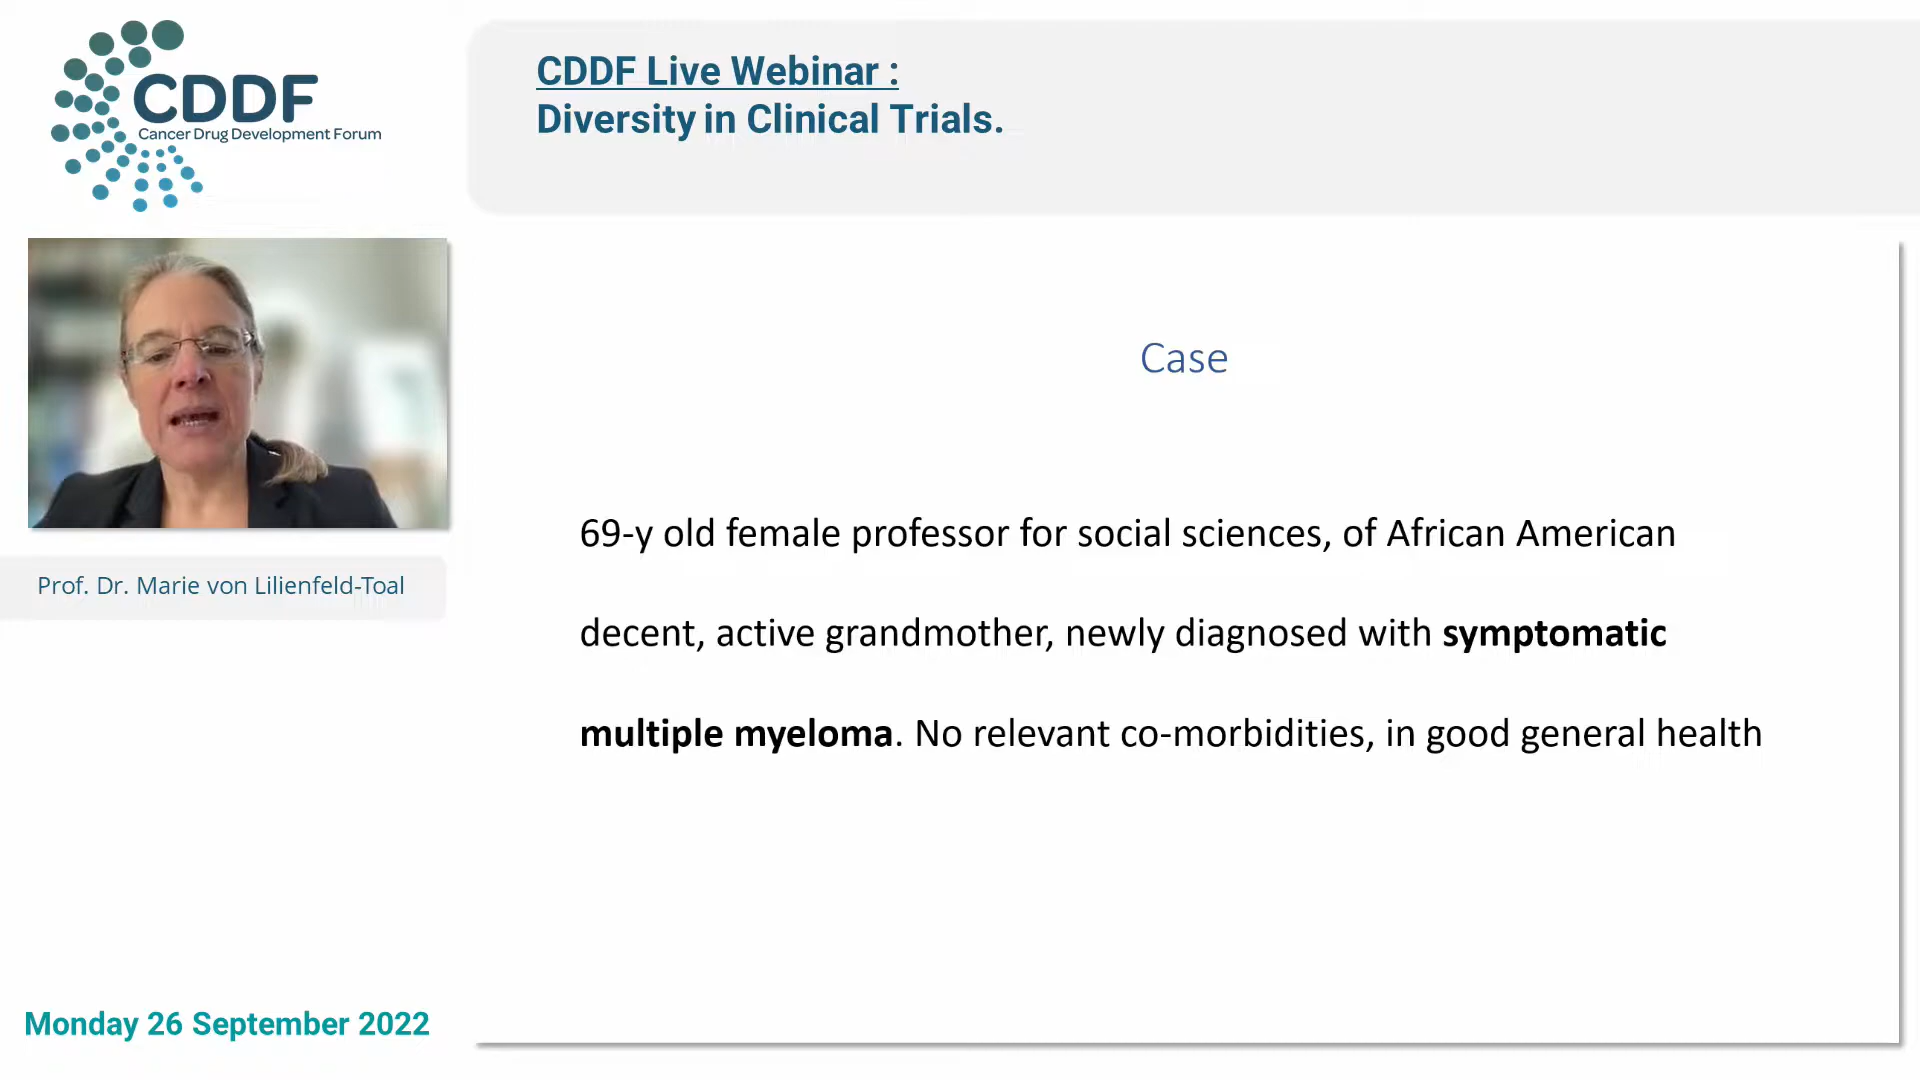 CDDF
Cancer Drug Development Forum
CDDF Live Webinar :
Diversity in Clinical Trials.
Prof. Dr. Marie von Lilienfeld-Toal
Case
69-y old female professor for social sciences, of African American
decent, active grandmother, newly diagnosed with symptomatic
multiple myeloma. No relevant co-morbidities, in good general health
Monday 26 September 2022